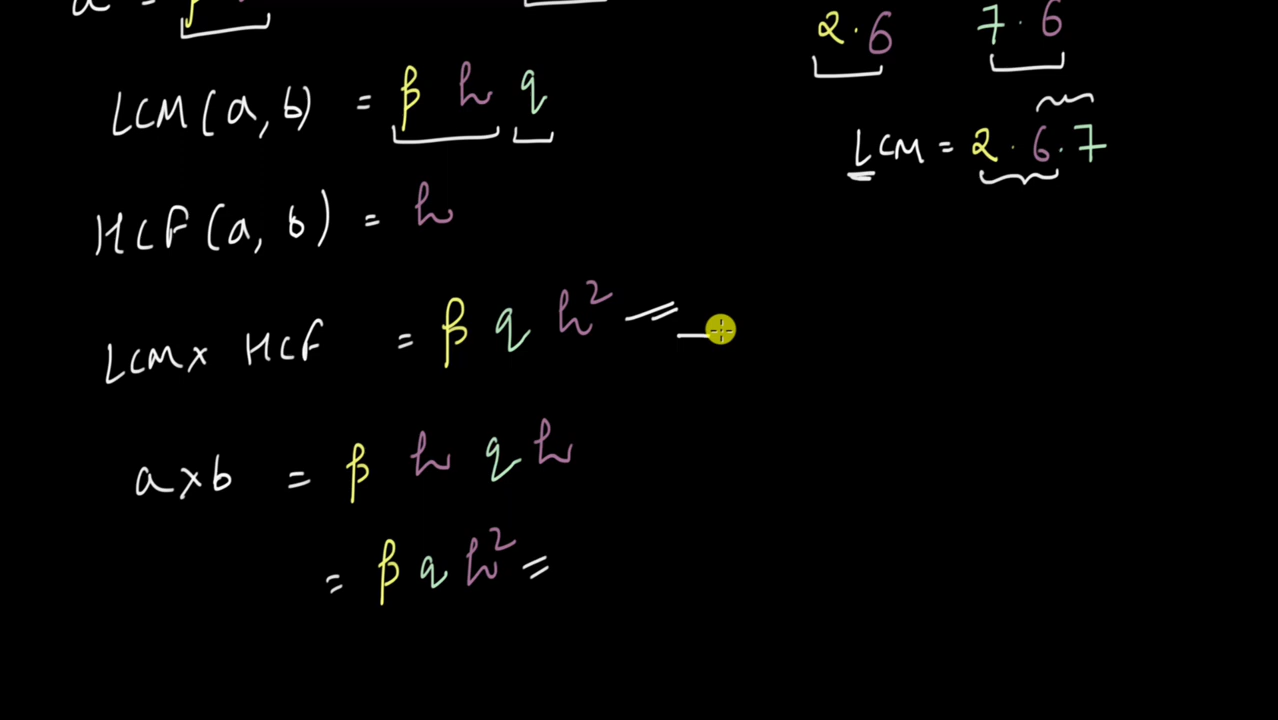 a = p h
2 · 6 7 · 6
LCM(a, b) = p h q
LCM = 2 · 6 · 7
HCF(a, b) = h
LCM x HCF = p q h²
a x b = p h q h
= p q h² =